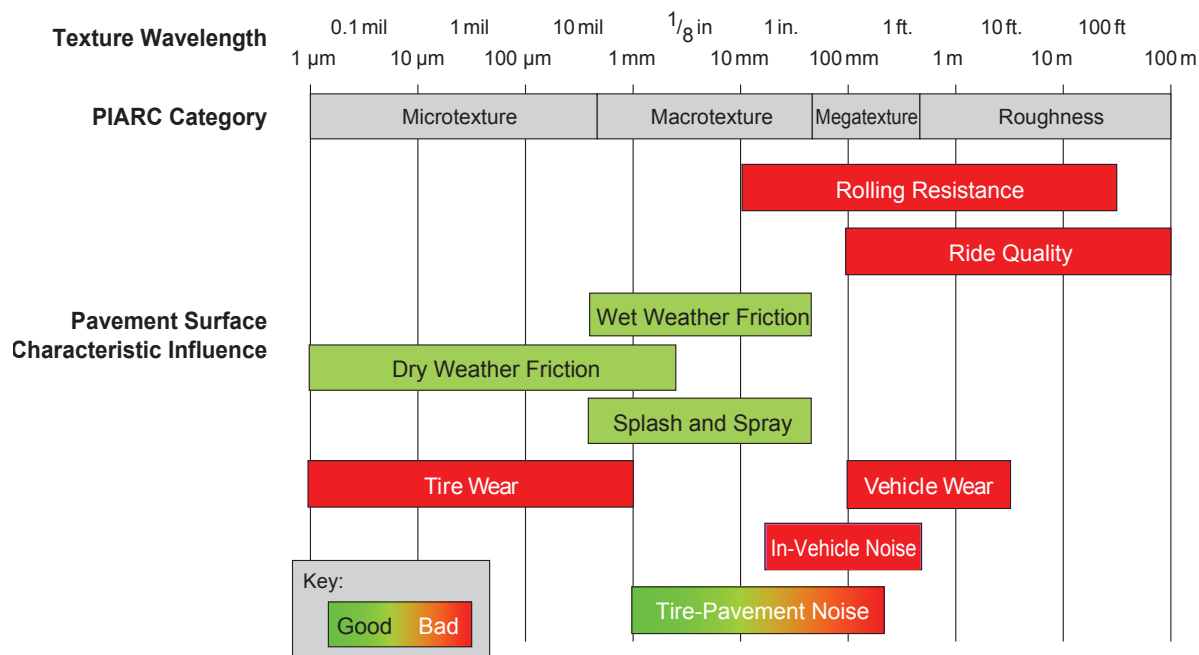 Texture Wavelength
0.1 mil 1 mil 10 mil 1/8 in 1 in. 1 ft. 10 ft. 100 ft
1 µm 10 µm 100 µm 1 mm 10 mm 100 mm 1 m 10 m 100 m
PIARC Category
Microtexture Macrotexture Megatexture Roughness
Pavement Surface
Characteristic Influence
Rolling Resistance
Ride Quality
Wet Weather Friction
Dry Weather Friction
Splash and Spray
Tire Wear Vehicle Wear
In-Vehicle Noise
Tire-Pavement Noise
Key:
Good Bad